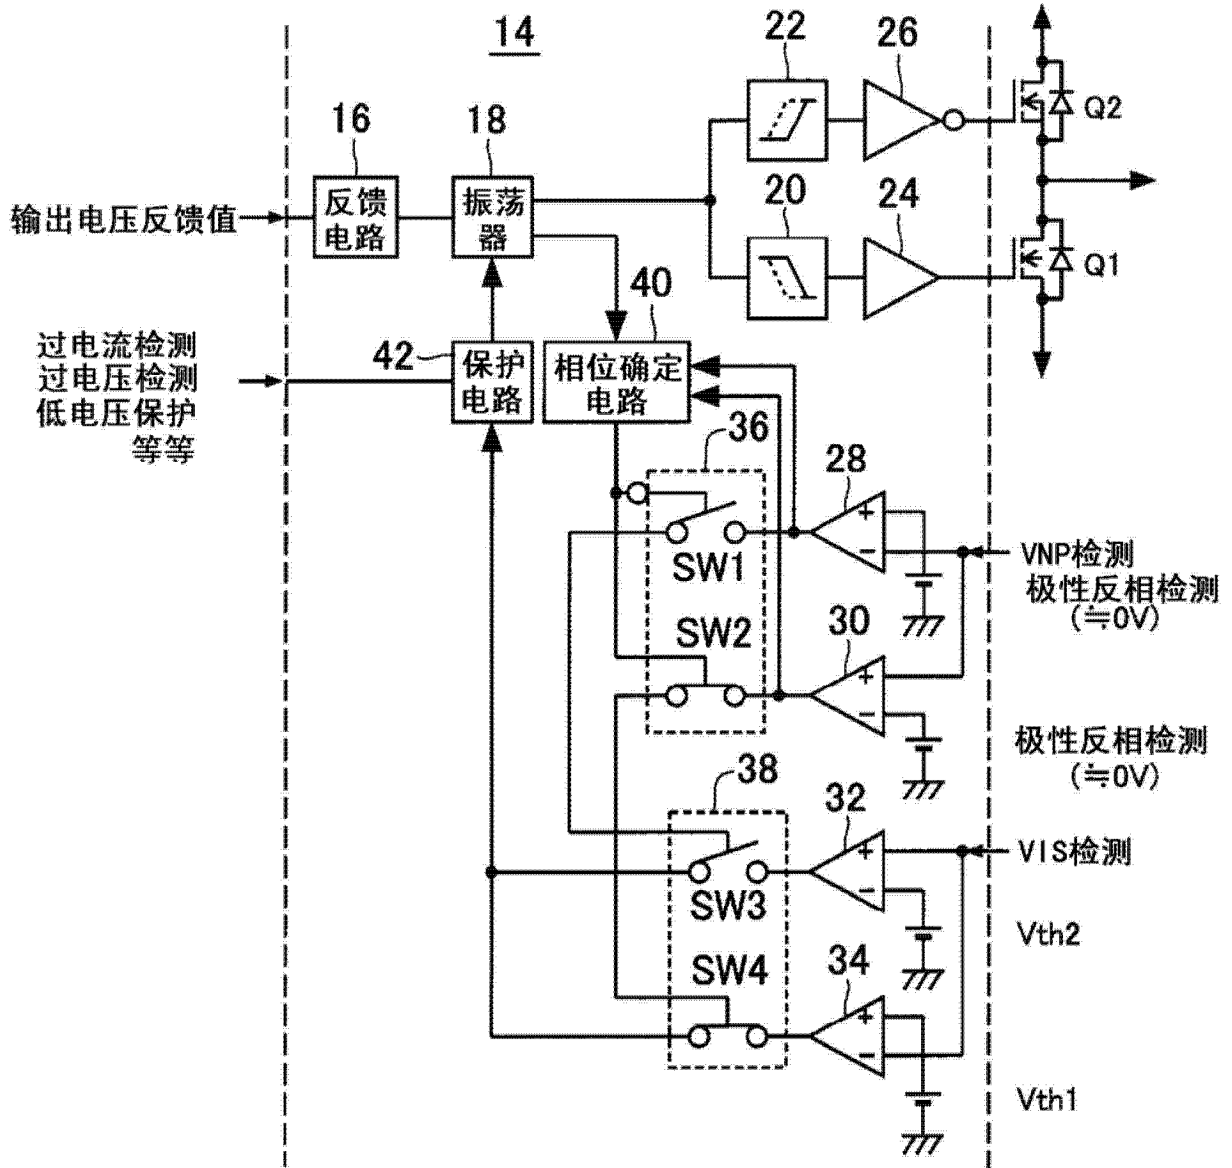 14
22
26
Q2
16
18
反馈
电路
振荡
器
输出电压反馈值
20
24
Q1
40
过电流检测
过电压检测
低电压保护
等等
42
保护
电路
相位确定
电路
36
28
SW1
VNP检测
极性反相检测
(≒0V)
SW2
30
极性反相检测
(≒0V)
38
32
VIS检测
SW3
Vth2
SW4
34
Vth1